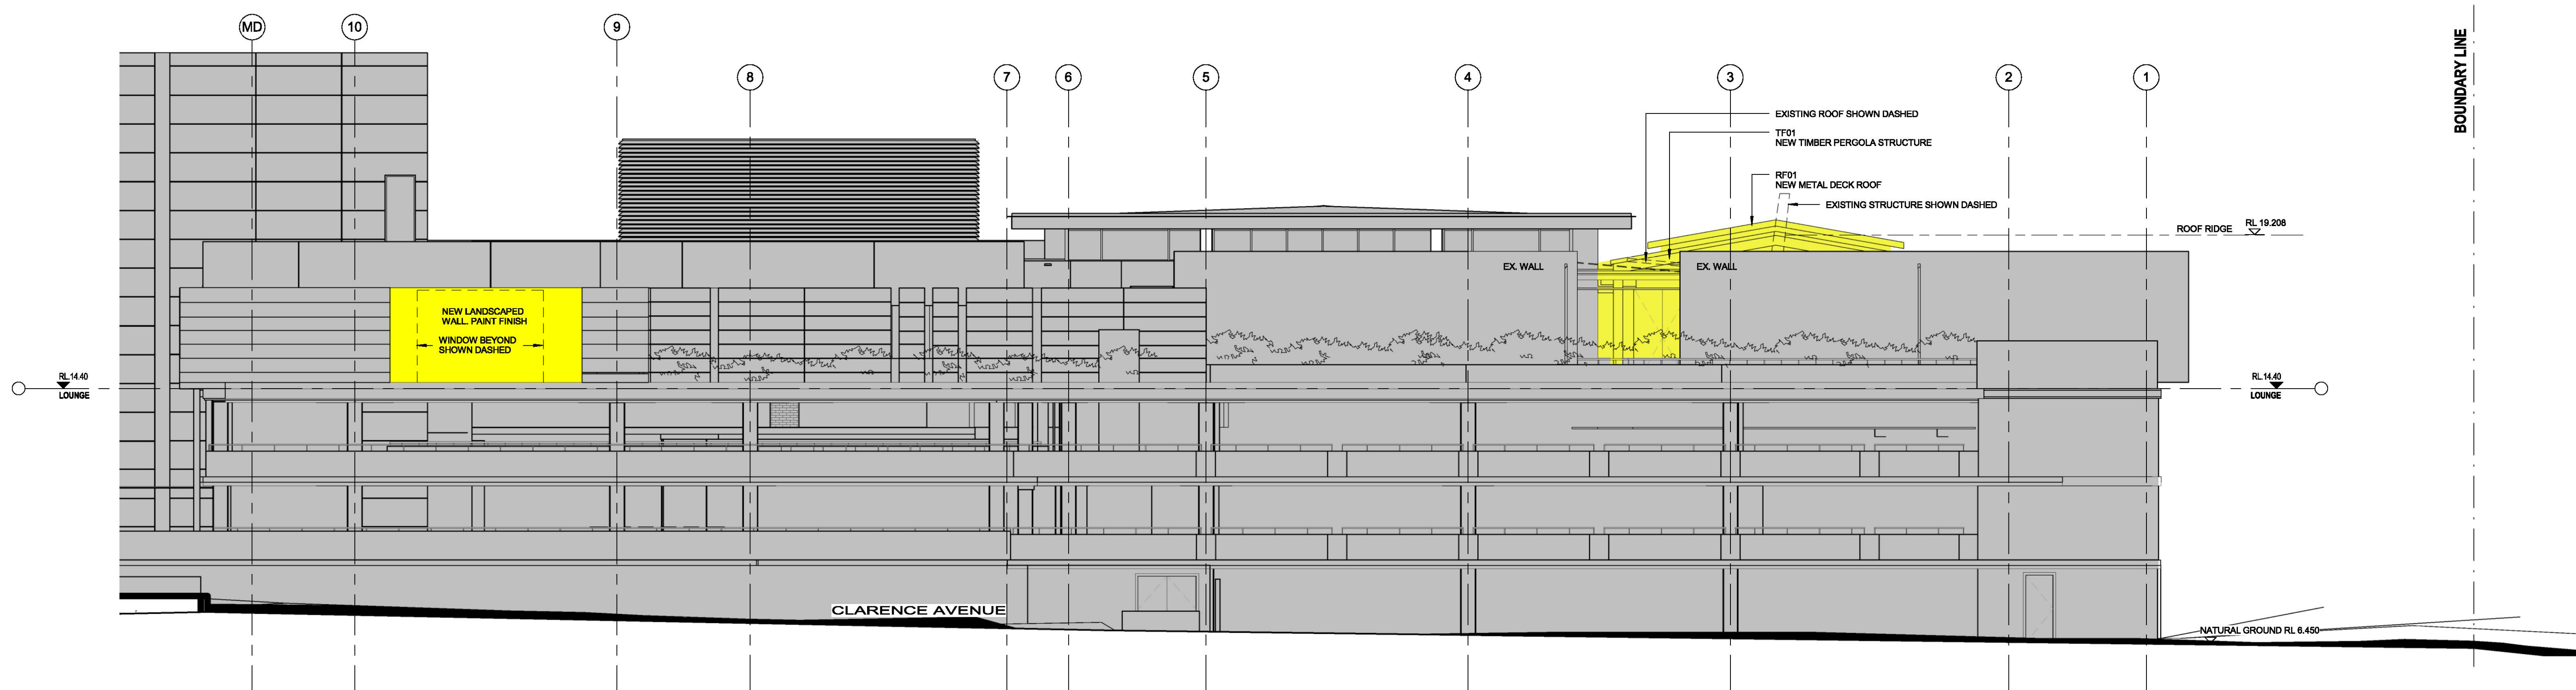 MD
10
9
8
7
6
5
4
3
2
1
BOUNDARY LINE
EXISTING ROOF SHOWN DASHED
TF01
NEW TIMBER PERGOLA STRUCTURE
RF01
NEW METAL DECK ROOF
EXISTING STRUCTURE SHOWN DASHED
ROOF RIDGE
RL 19.208
EX. WALL
EX. WALL
NEW LANDSCAPED
WALL. PAINT FINISH
WINDOW BEYOND
SHOWN DASHED
RL.14.40
LOUNGE
RL.14.40
LOUNGE
CLARENCE AVENUE
NATURAL GROUND RL 6.450